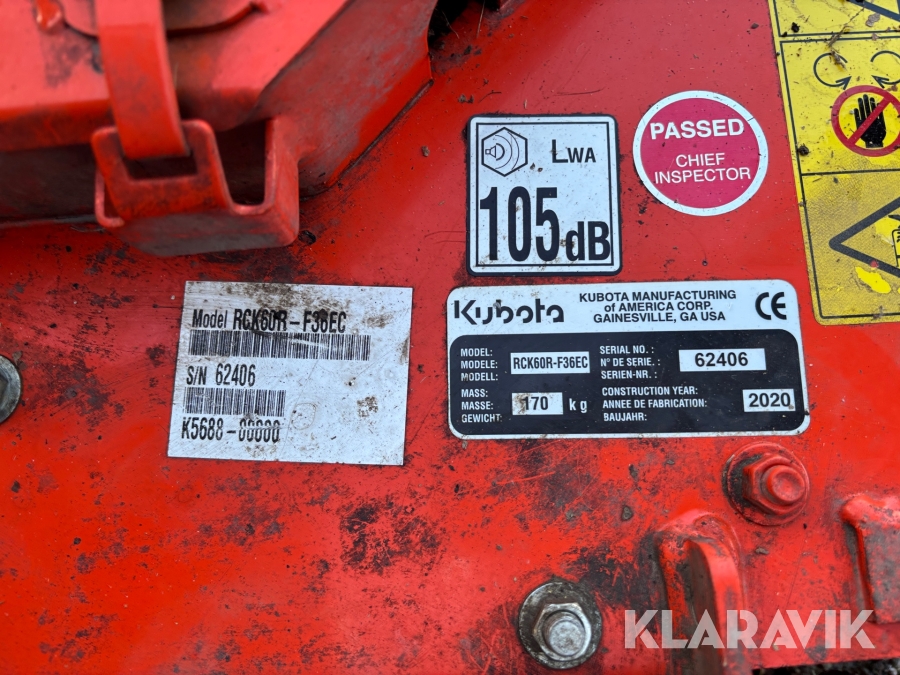 LWA
105 dB
PASSED
CHIEF
INSPECTOR
Model RCK60R-F36EC
S/N 62406
K5688-00000
Kubota
KUBOTA MANUFACTURING
of AMERICA CORP.
GAINESVILLE, GA USA
CE
MODEL:
MODELE:
MODELL:
RCK60R-F36EC
SERIAL NO.:
N° DE SERIE.:
SERIEN-NR.:
62406
MASS:
MASSE:
GEWICHT:
170 kg
CONSTRUCTION YEAR:
ANNEE DE FABRICATION:
BAUJAHR:
2020
KLARAVIK